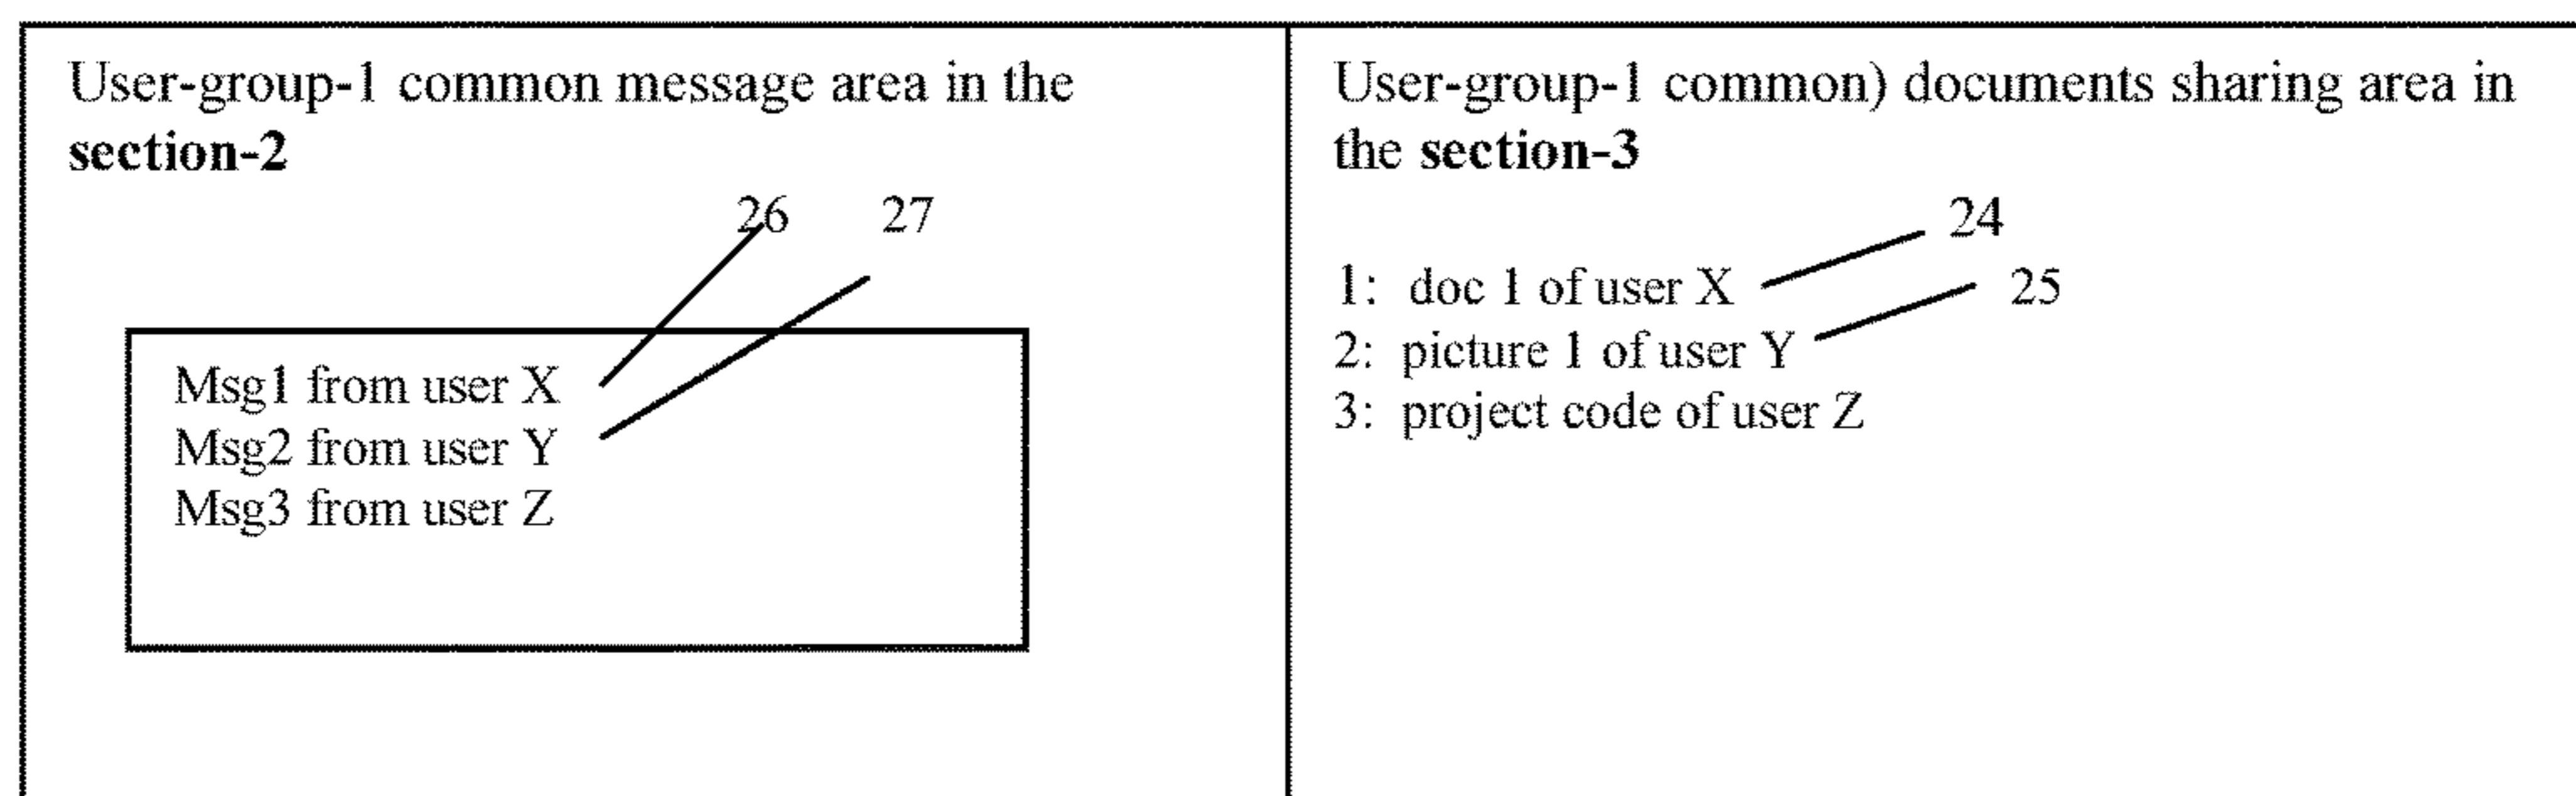 User-group-1 common message area in the
section-2
26 27
Msg1 from user X
Msg2 from user Y
Msg3 from user Z
User-group-1 common) documents sharing area in
the section-3
24
1: doc 1 of user X
25
2: picture 1 of user Y
3: project code of user Z